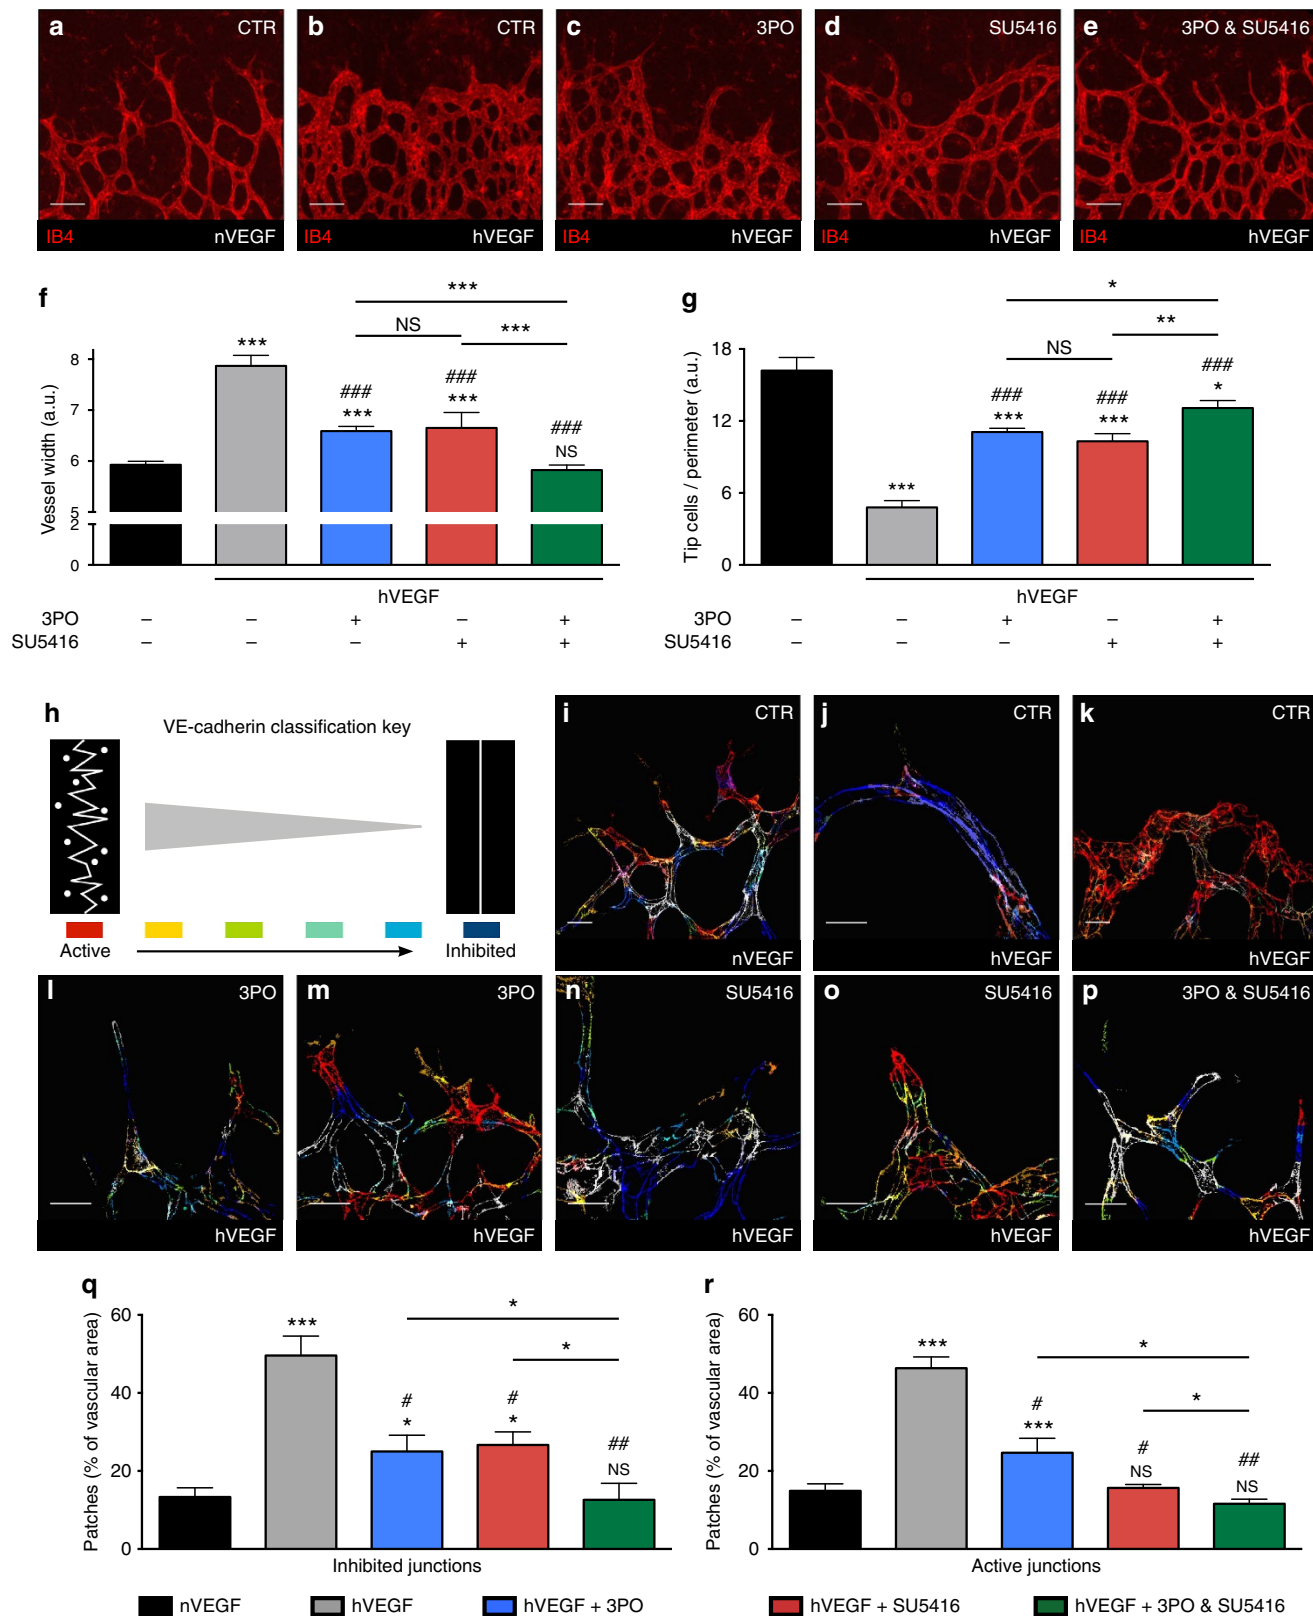 a CTR
IB4 nVEGF
b CTR
IB4 hVEGF
c 3PO
IB4 hVEGF
d SU5416
IB4 hVEGF
e 3PO & SU5416
IB4 hVEGF
f
Vessel width (a.u.)
8
7
6
5
2
0
***
***
###
***
###
NS
###
***
NS
***
hVEGF
3PO – – + – +
SU5416 – – – + +
g
Tip cells / perimeter (a.u.)
18
12
6
0
***
***
###
***
###
*
###
NS
**
*
hVEGF
3PO – – + – +
SU5416 – – – + +
h
VE-cadherin classification key
Active
Inhibited
i CTR
nVEGF
j CTR
hVEGF
k CTR
hVEGF
l 3PO
hVEGF
m 3PO
hVEGF
n SU5416
hVEGF
o SU5416
hVEGF
p 3PO & SU5416
hVEGF
q
Patches (% of vascular area)
60
40
20
0
***
#
*
#
*
##
NS
*
*
Inhibited junctions
r
Patches (% of vascular area)
60
40
20
0
***
#
***
#
NS
##
NS
*
*
Active junctions
nVEGF hVEGF hVEGF + 3PO hVEGF + SU5416 hVEGF + 3PO & SU5416